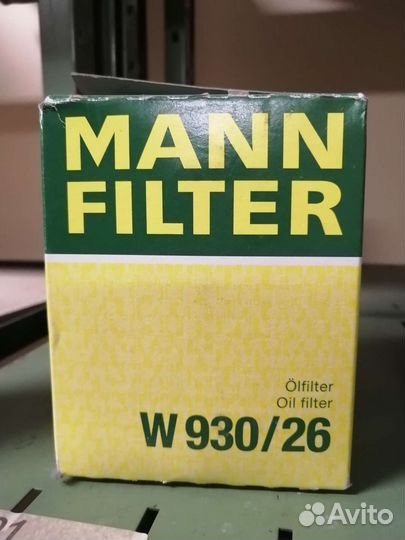 MANN
FILTER
Ölfilter
Oil filter
W 930/26
Avito